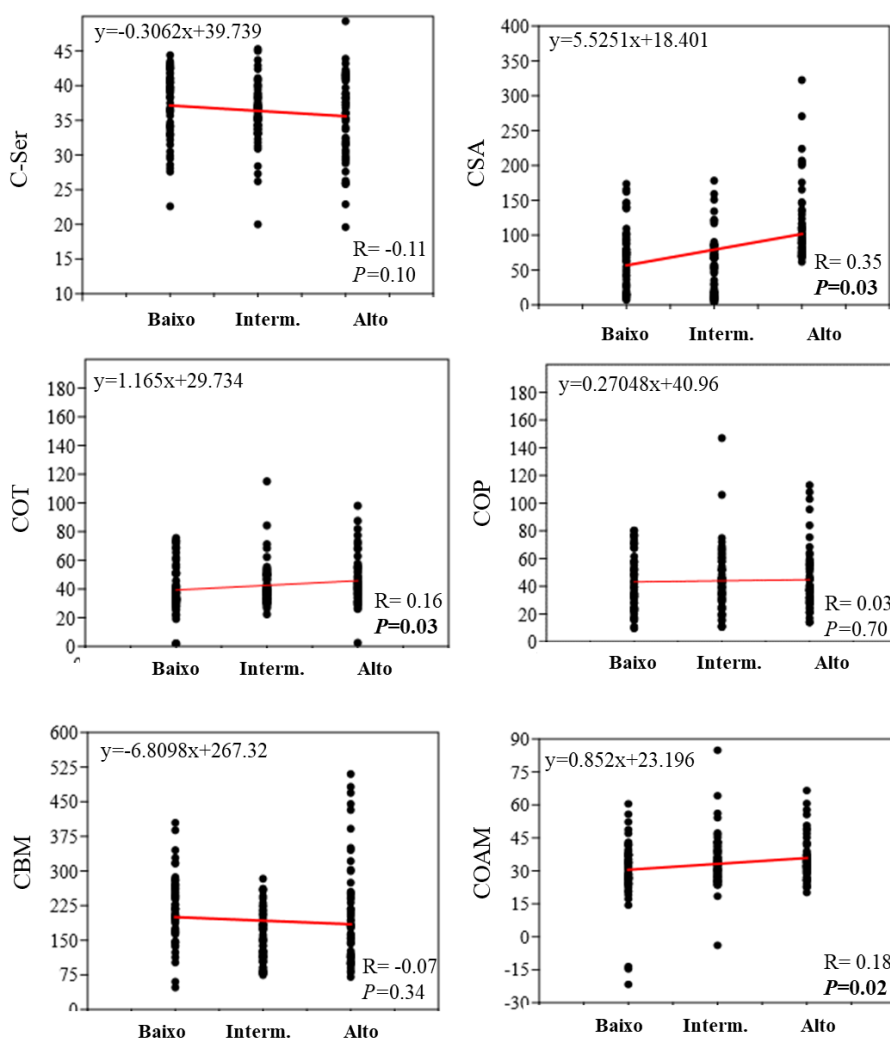 y=-0.3062x+39.739
C-Ser
45
40
35
30
25
20
15
10
R= -0.11
P=0.10
Baixo Interm. Alto
y=5.5251x+18.401
CSA
400
350
300
250
200
150
100
50
0
R= 0.35
P=0.03
Baixo Interm. Alto
y=1.165x+29.734
COT
180
160
140
120
100
80
60
40
20
0
R= 0.16
P=0.03
Baixo Interm. Alto
y=0.27048x+40.96
COP
180
160
140
120
100
80
60
40
20
0
R= 0.03
P=0.70
Baixo Interm. Alto
y=-6.8098x+267.32
CBM
600
525
450
375
300
225
150
75
0
R= -0.07
P=0.34
Baixo Interm. Alto
y=0.852x+23.196
COAM
90
75
60
45
30
15
0
-15
-30
R= 0.18
P=0.02
Baixo Interm. Alto